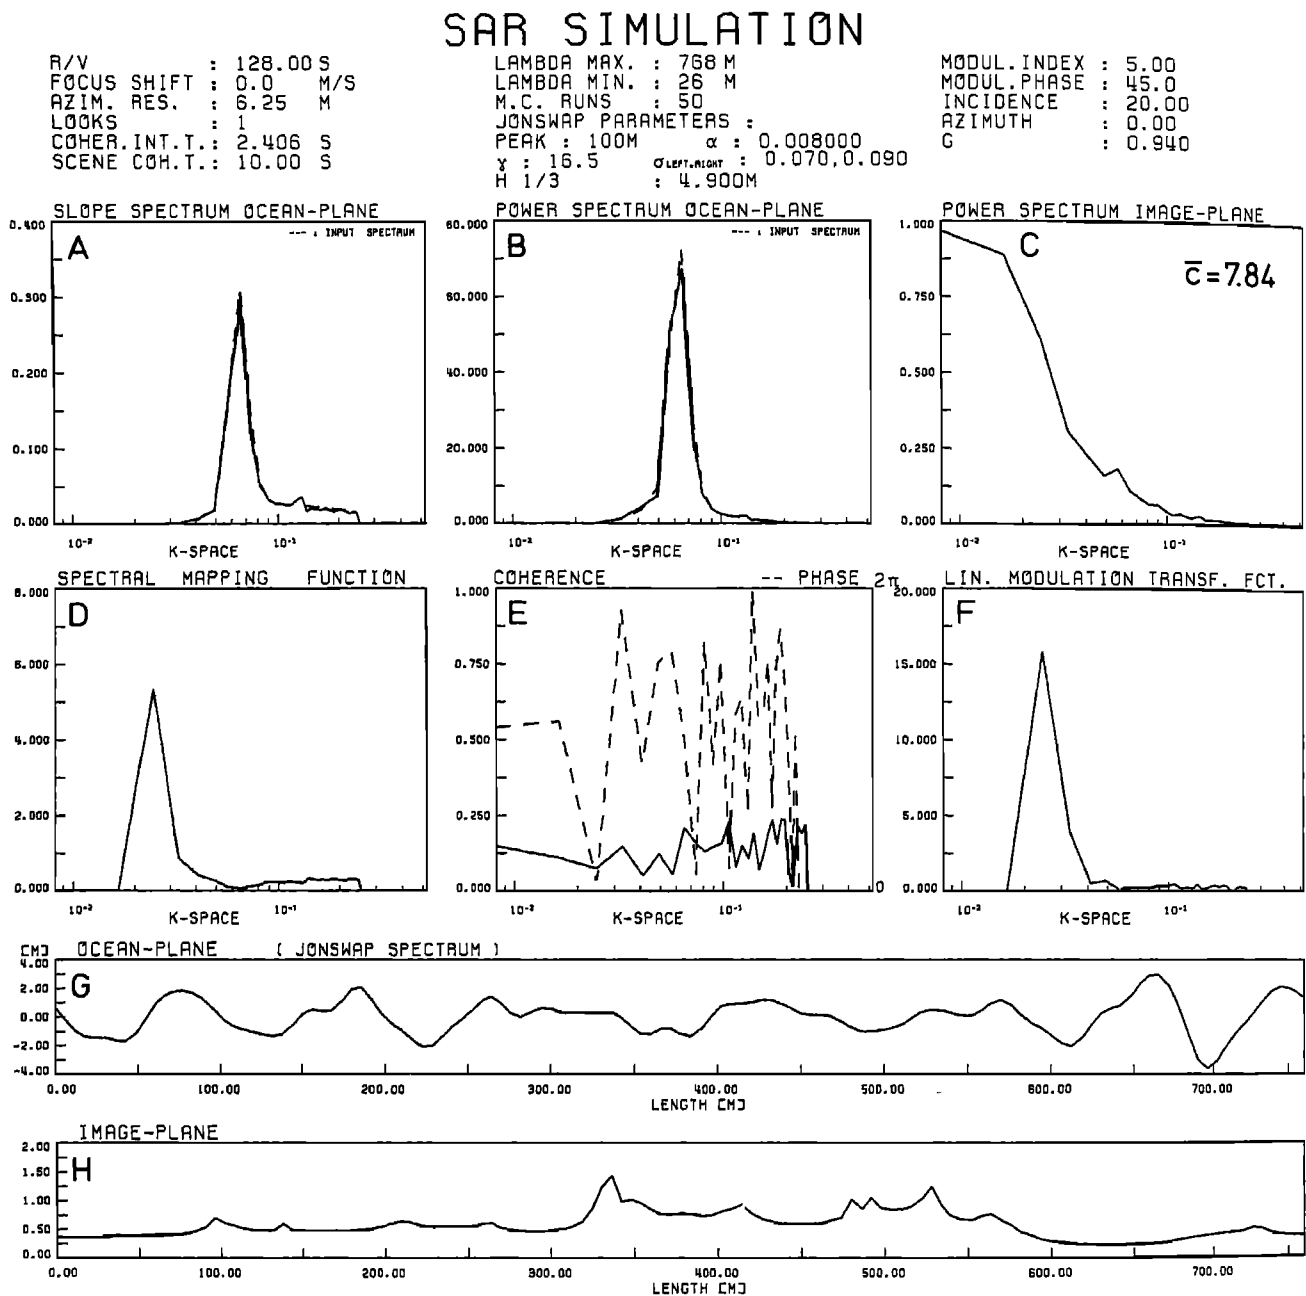 SAR SIMULATION
R/V : 128.00 S
FOCUS SHIFT : 0.0 M/S
AZIM. RES. : 6.25 M
LOOKS : 1
COHER.INT.T.: 2.406 S
SCENE COH.T.: 10.00 S
LAMBDA MAX. : 768 M
LAMBDA MIN. : 26 M
M.C. RUNS : 50
JONSWAP PARAMETERS :
PEAK : 100M α : 0.008000
γ : 16.5 σ LEFT,RIGHT : 0.070,0.090
H 1/3 : 4.900M
MODUL.INDEX : 5.00
MODUL.PHASE : 45.0
INCIDENCE : 20.00
AZIMUTH : 0.00
G : 0.940
SLOPE SPECTRUM OCEAN-PLANE
A
--- : INPUT SPECTRUM
0.400
0.300
0.200
0.100
0.000
10⁻² 10⁻¹
K-SPACE
POWER SPECTRUM OCEAN-PLANE
B
--- : INPUT SPECTRUM
80.000
60.000
40.000
20.000
0.000
10⁻² 10⁻¹
K-SPACE
POWER SPECTRUM IMAGE-PLANE
C
c̄ = 7.84
1.000
0.750
0.500
0.250
0.000
10⁻² 10⁻¹
K-SPACE
SPECTRAL MAPPING FUNCTION
D
8.000
6.000
4.000
2.000
0.000
10⁻² 10⁻¹
K-SPACE
COHERENCE -- PHASE 2π
E
1.000
0.750
0.500
0.250
0.000 0
10⁻² 10⁻¹
K-SPACE
LIN. MODULATION TRANSF. FCT.
F
20.000
15.000
10.000
5.000
0.000
10⁻² 10⁻¹
K-SPACE
[M] OCEAN-PLANE ( JONSWAP SPECTRUM )
G
4.00
2.00
0.00
-2.00
-4.00
0.00 100.00 200.00 300.00 400.00 500.00 600.00 700.00
LENGTH [M]
IMAGE-PLANE
H
2.00
1.50
1.00
0.50
0.00
0.00 100.00 200.00 300.00 400.00 500.00 600.00 700.00
LENGTH [M]